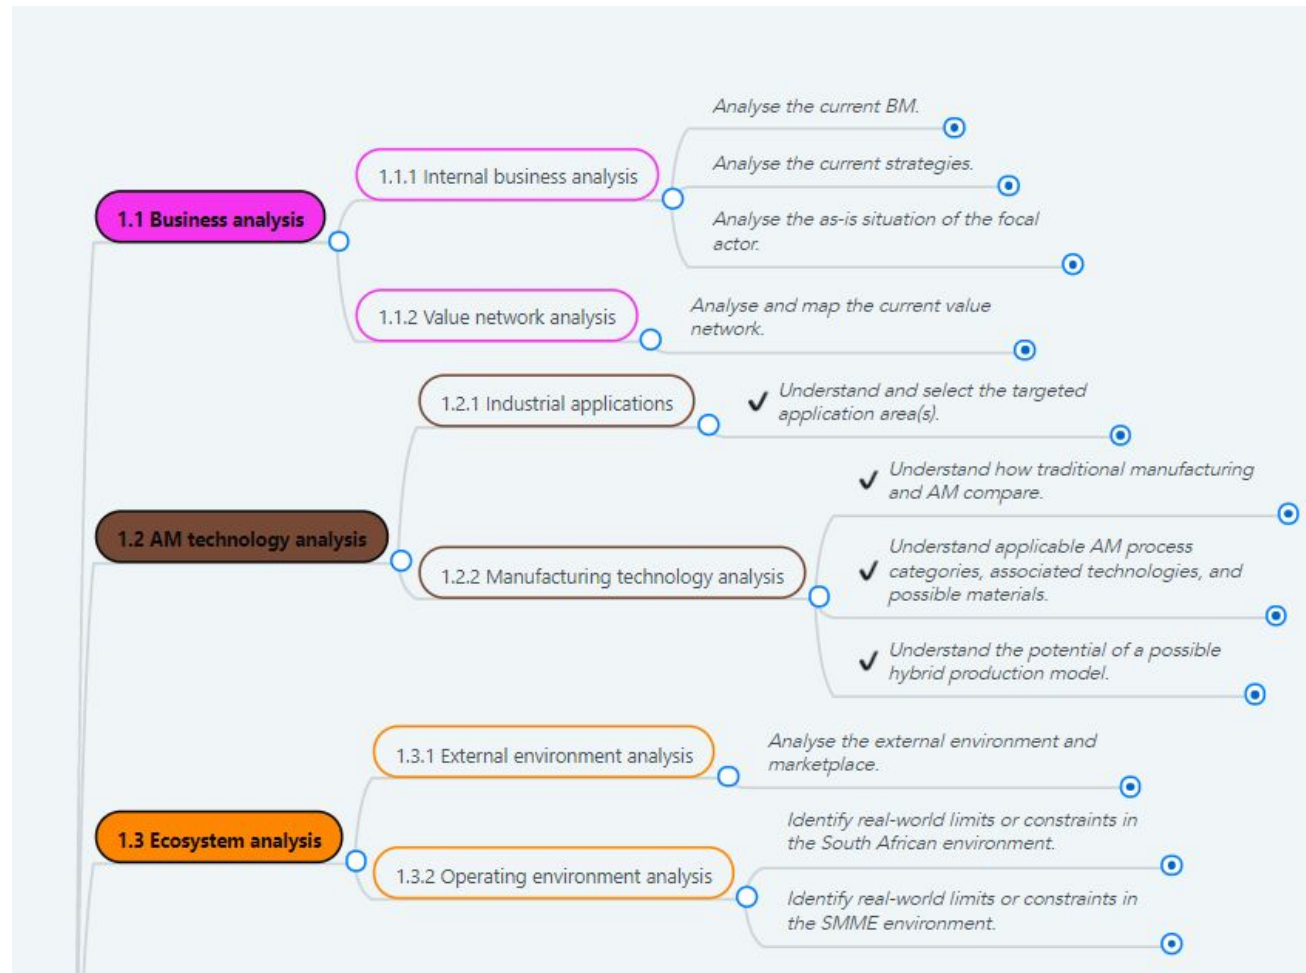 1.1 Business analysis
1.1.1 Internal business analysis
Analyse the current BM.
Analyse the current strategies.
Analyse the as-is situation of the focal
actor.
1.1.2 Value network analysis
Analyse and map the current value
network.
1.2 AM technology analysis
1.2.1 Industrial applications
Understand and select the targeted
application area(s).
1.2.2 Manufacturing technology analysis
Understand how traditional manufacturing
and AM compare.
Understand applicable AM process
categories, associated technologies, and
possible materials.
Understand the potential of a possible
hybrid production model.
1.3 Ecosystem analysis
1.3.1 External environment analysis
Analyse the external environment and
marketplace.
1.3.2 Operating environment analysis
Identify real-world limits or constraints in
the South African environment.
Identify real-world limits or constraints in
the SMME environment.